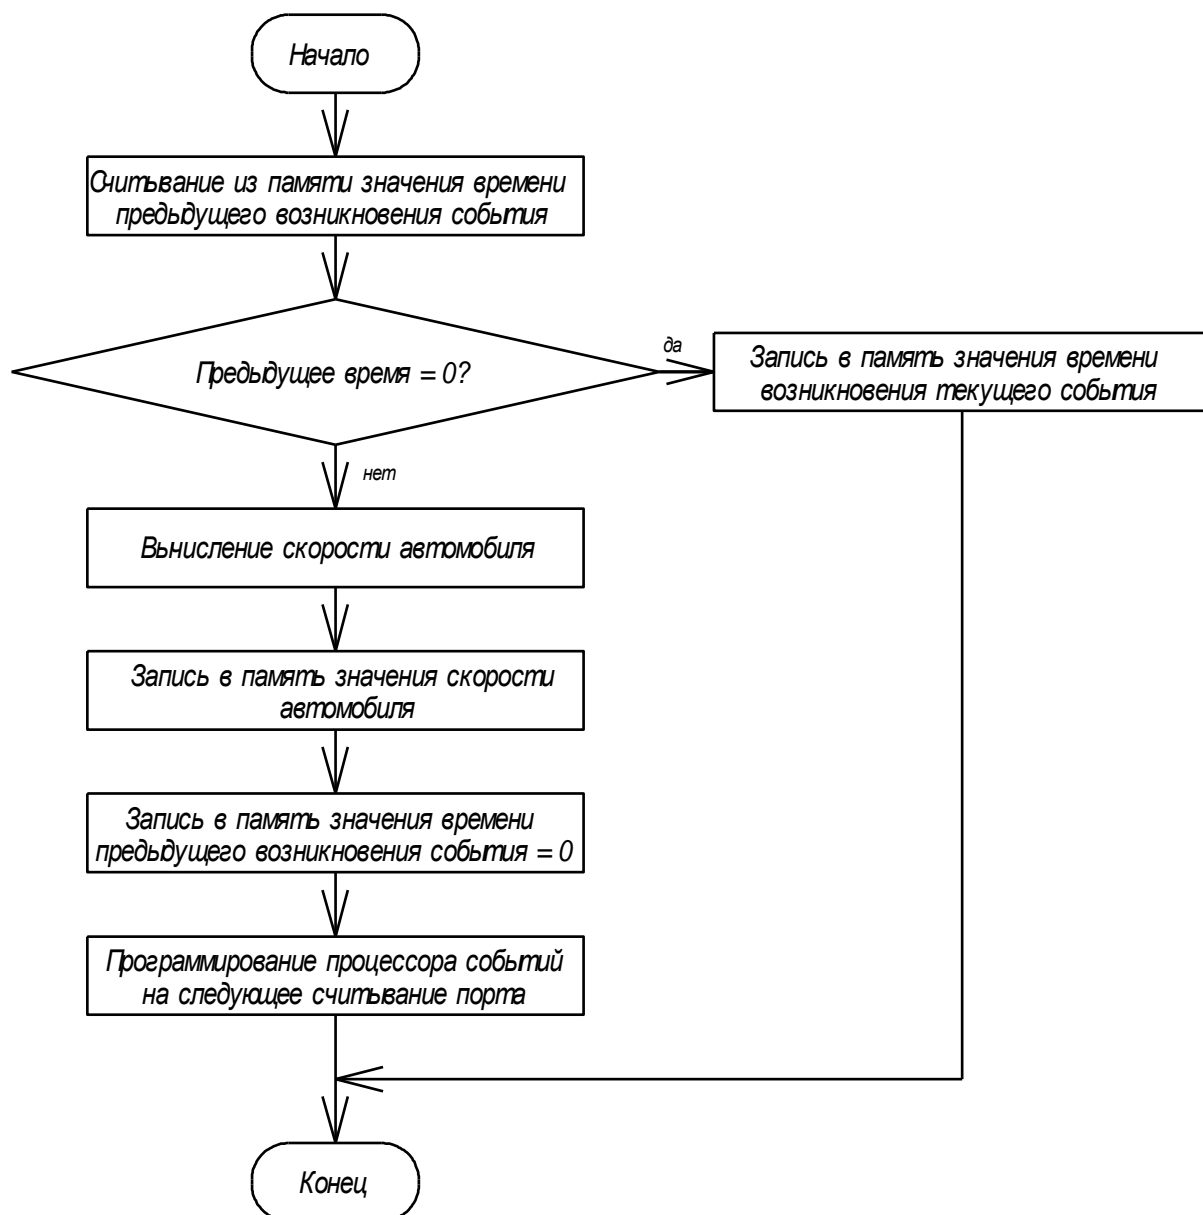 Начало
Считывание из памяти значения времени
предыдущего возникновения события
Предыдущее время = 0?
да
Запись в память значения времени
возникновения текущего события
нет
Вычисление скорости автомобиля
Запись в память значения скорости
автомобиля
Запись в память значения времени
предыдущего возникновения события = 0
Программирование процессора событий
на следующее считывание порта
Конец